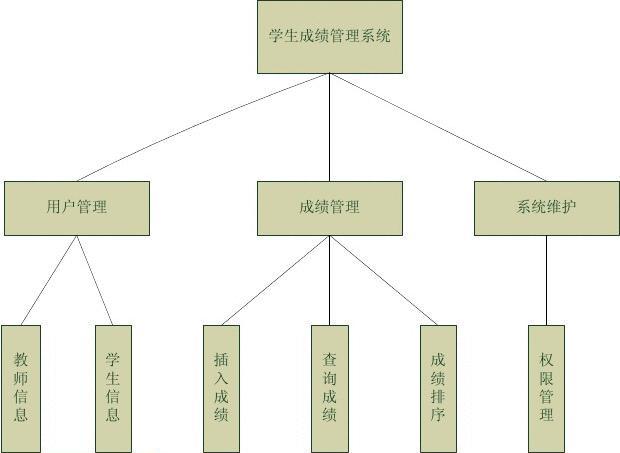 学生成绩管理系统
用户管理
成绩管理
系统维护
教师信息
学生信息
插入成绩
查询成绩
成绩排序
权限管理